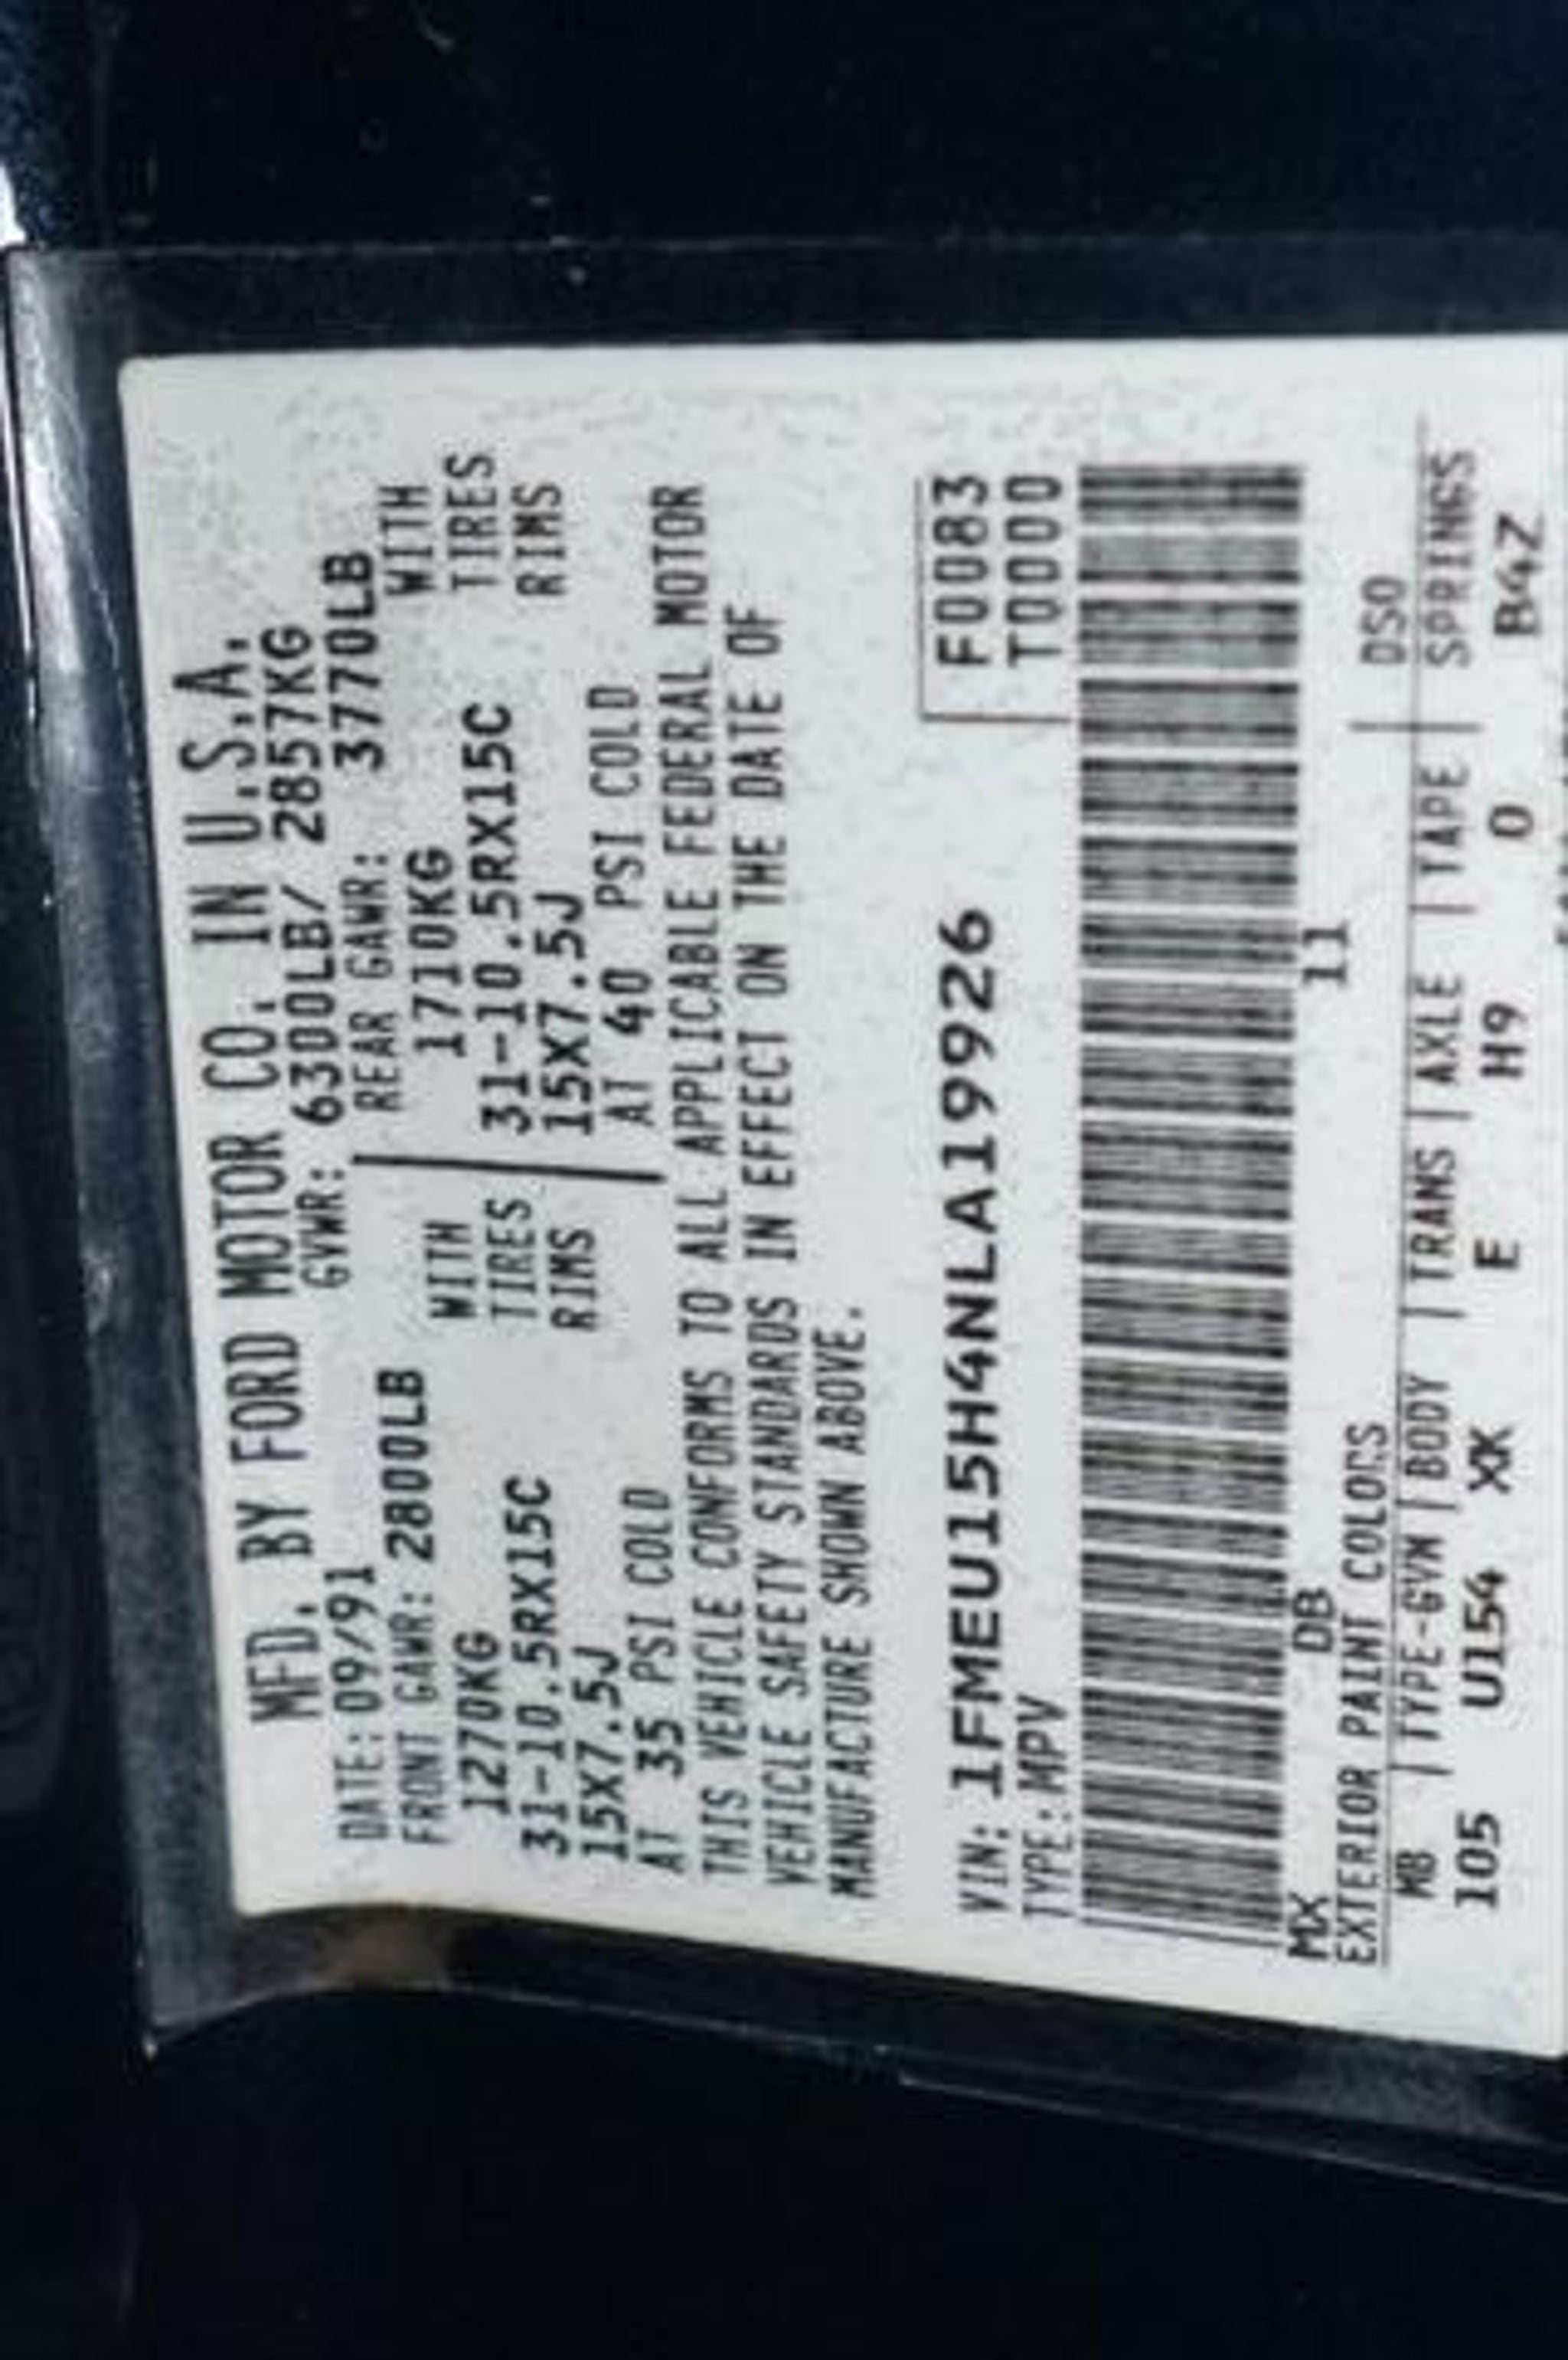 MFD. BY FORD MOTOR CO. IN U.S.A.
DATE: 09/91 GVWR: 6300LB/ 2857KG
FRONT GAWR: 2800LB REAR GAWR: 3770LB
1270KG WITH 1710KG WITH
31-10.5RX15C TIRES 31-10.5RX15C TIRES
15X7.5J RIMS 15X7.5J RIMS
AT 35 PSI COLD AT 40 PSI COLD
THIS VEHICLE CONFORMS TO ALL APPLICABLE FEDERAL MOTOR
VEHICLE SAFETY STANDARDS IN EFFECT ON THE DATE OF
MANUFACTURE SHOWN ABOVE.
F0083
VIN: 1FMEU15H4NLA19926
TYPE: MPV T0000
MX DB 11
EXTERIOR PAINT COLORS DSO
WB | TYPE-GVW | BODY | TRANS | AXLE | TAPE | SPRINGS
105 U154 XK E H9 0 B4Z